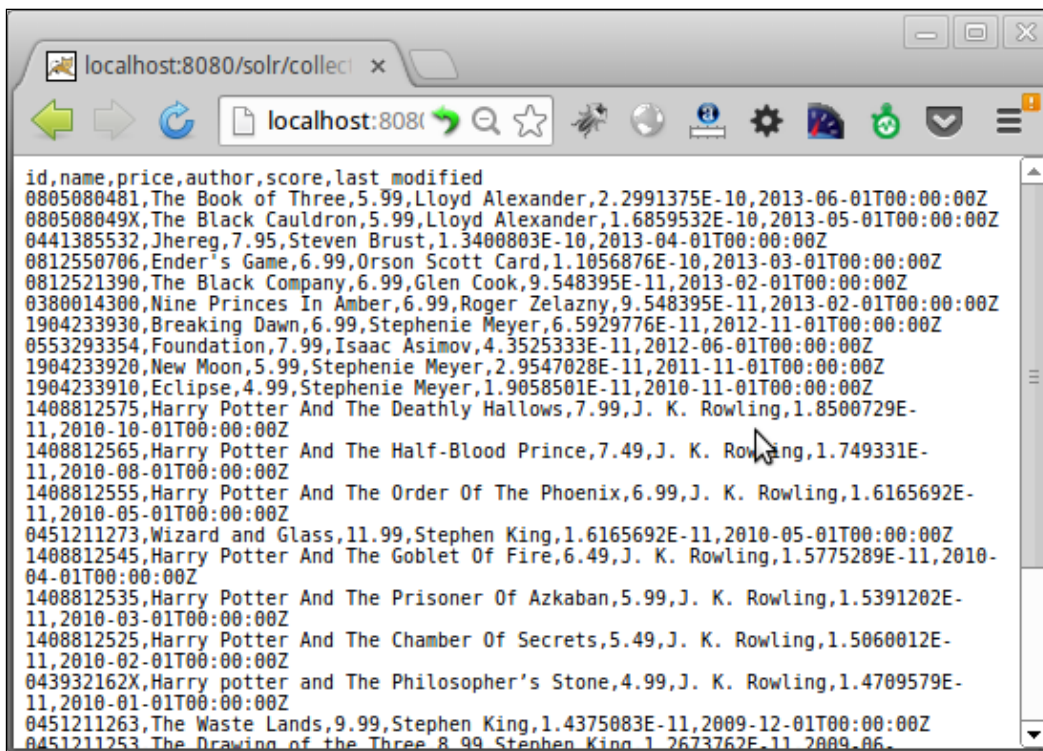 localhost:8080/solr/collect
localhost:808(
id,name,price,author,score,last_modified
0805080481,The Book of Three,5.99,Lloyd Alexander,2.2991375E-10,2013-06-01T00:00:00Z
080508049X,The Black Cauldron,5.99,Lloyd Alexander,1.6859532E-10,2013-05-01T00:00:00Z
0441385532,Jhereg,7.95,Steven Brust,1.3400803E-10,2013-04-01T00:00:00Z
0812550706,Ender's Game,6.99,Orson Scott Card,1.1056876E-10,2013-03-01T00:00:00Z
0812521390,The Black Company,6.99,Glen Cook,9.548395E-11,2013-02-01T00:00:00Z
0380014300,Nine Princes In Amber,6.99,Roger Zelazny,9.548395E-11,2013-02-01T00:00:00Z
1904233930,Breaking Dawn,6.99,Stephenie Meyer,6.5929776E-11,2012-11-01T00:00:00Z
0553293354,Foundation,7.99,Isaac Asimov,4.3525333E-11,2012-06-01T00:00:00Z
1904233920,New Moon,5.99,Stephenie Meyer,2.9547028E-11,2011-11-01T00:00:00Z
1904233910,Eclipse,4.99,Stephenie Meyer,1.9058501E-11,2010-11-01T00:00:00Z
1408812575,Harry Potter And The Deathly Hallows,7.99,J. K. Rowling,1.8500729E-
11,2010-10-01T00:00:00Z
1408812565,Harry Potter And The Half-Blood Prince,7.49,J. K. Rowling,1.749331E-
11,2010-08-01T00:00:00Z
1408812555,Harry Potter And The Order Of The Phoenix,6.99,J. K. Rowling,1.6165692E-
11,2010-05-01T00:00:00Z
0451211273,Wizard and Glass,11.99,Stephen King,1.6165692E-11,2010-05-01T00:00:00Z
1408812545,Harry Potter And The Goblet Of Fire,6.49,J. K. Rowling,1.5775289E-11,2010-
04-01T00:00:00Z
1408812535,Harry Potter And The Prisoner Of Azkaban,5.99,J. K. Rowling,1.5391202E-
11,2010-03-01T00:00:00Z
1408812525,Harry Potter And The Chamber Of Secrets,5.49,J. K. Rowling,1.5060012E-
11,2010-02-01T00:00:00Z
043932162X,Harry potter and The Philosopher’s Stone,4.99,J. K. Rowling,1.4709579E-
11,2010-01-01T00:00:00Z
0451211263,The Waste Lands,9.99,Stephen King,1.4375083E-11,2009-12-01T00:00:00Z
0451211253,The Drawing of the Three,8.99,Stephen King,1.2673762E-11,2009-06-